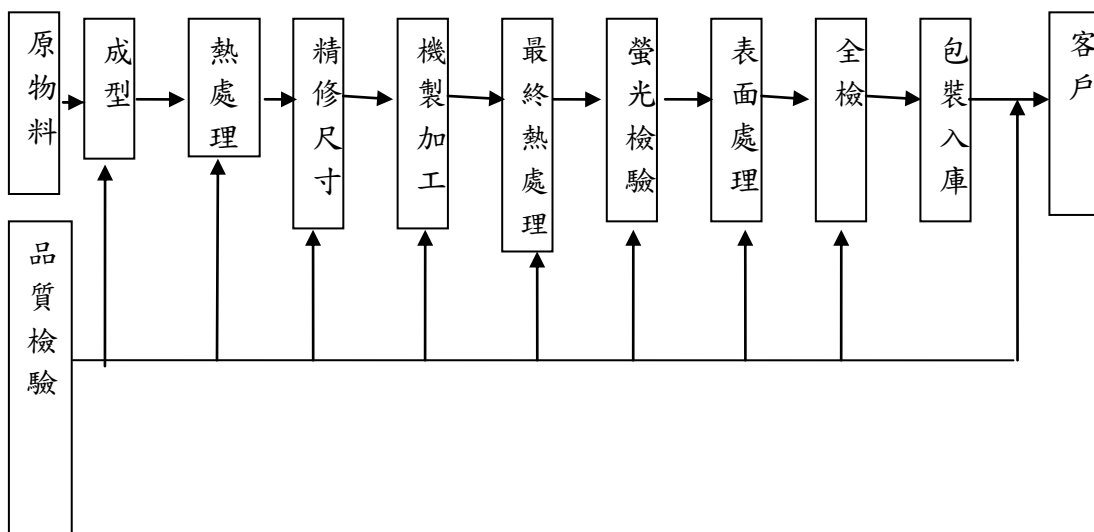 原物料
成型
熱處理
精修尺寸
機製加工
最終熱處理
螢光檢驗
表面處理
全檢
包裝入庫
客戶
品質檢驗